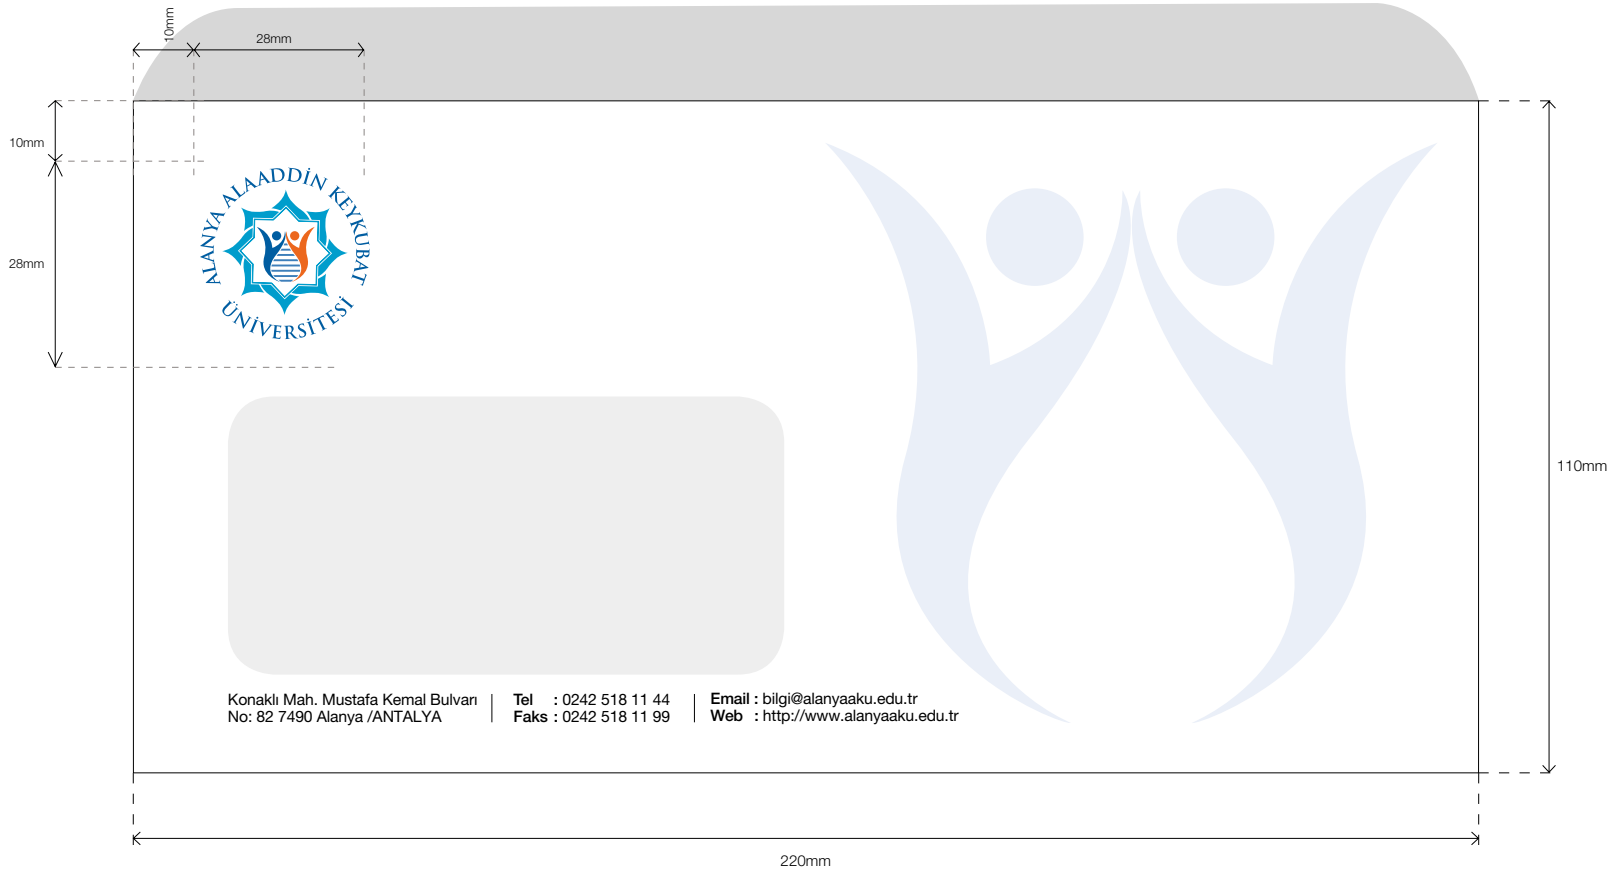 10mm
28mm
10mm
28mm
ALANYA ALAADDİN KEYKUBAT
ÜNİVERSİTESİ
110mm
Konaklı Mah. Mustafa Kemal Bulvarı
No: 82 7490 Alanya /ANTALYA
Tel : 0242 518 11 44
Faks : 0242 518 11 99
Email : bilgi@alanyaaku.edu.tr
Web : http://www.alanyaaku.edu.tr
220mm